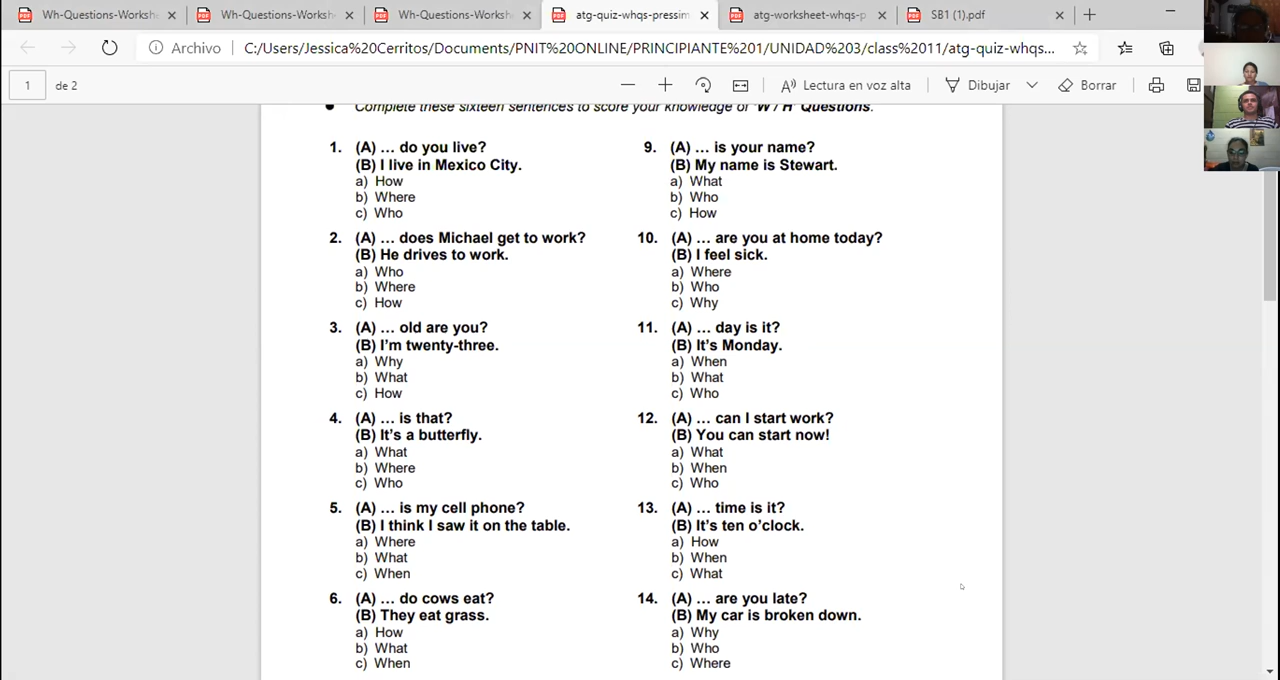 Wh-Questions-Worksh
Wh-Questions-Worksh
Wh-Questions-Worksh
atg-quiz-whqs-pressim
atg-worksheet-whqs-p
SB1 (1).pdf
Archivo
C:/Users/Jessica%20Cerritos/Documents/PNIT%20ONLINE/PRINCIPIANTE%201/UNIDAD%203/class%2011/atg-quiz-whqs...
1 de 2
Lectura en voz alta
Dibujar
Borrar
Complete these sixteen sentences to score your knowledge of 'W / H' Questions.
1. (A) … do you live?
(B) I live in Mexico City.
a) How
b) Where
c) Who
2. (A) … does Michael get to work?
(B) He drives to work.
a) Who
b) Where
c) How
3. (A) … old are you?
(B) I'm twenty-three.
a) Why
b) What
c) How
4. (A) … is that?
(B) It's a butterfly.
a) What
b) Where
c) Who
5. (A) … is my cell phone?
(B) I think I saw it on the table.
a) Where
b) What
c) When
6. (A) … do cows eat?
(B) They eat grass.
a) How
b) What
c) When
9. (A) … is your name?
(B) My name is Stewart.
a) What
b) Who
c) How
10. (A) … are you at home today?
(B) I feel sick.
a) Where
b) Who
c) Why
11. (A) … day is it?
(B) It's Monday.
a) When
b) What
c) Who
12. (A) … can I start work?
(B) You can start now!
a) What
b) When
c) Who
13. (A) … time is it?
(B) It's ten o'clock.
a) How
b) When
c) What
14. (A) … are you late?
(B) My car is broken down.
a) Why
b) Who
c) Where